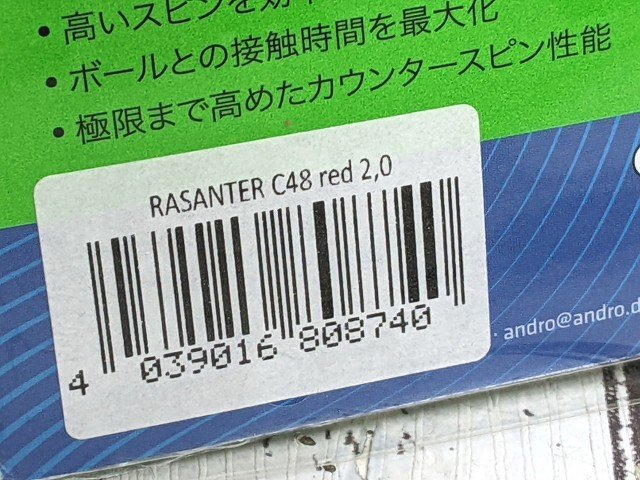 • 高いスピンを効
• ボールとの接触時間を最大化
• 極限まで高めたカウンタースピン性能
RASANTER C48 red 2,0
4 039016 808740
andro@andro.d